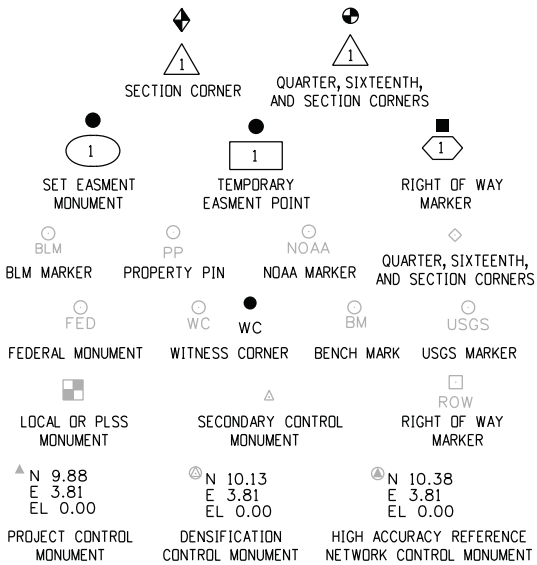 1
1
SECTION CORNER
QUARTER, SIXTEENTH,
AND SECTION CORNERS
1
1
1
SET EASMENT
MONUMENT
TEMPORARY
EASMENT POINT
RIGHT OF WAY
MARKER
BLM
PP
NOAA
BLM MARKER
PROPERTY PIN
NOAA MARKER
QUARTER, SIXTEENTH,
AND SECTION CORNERS
FED
WC
WC
BM
USGS
FEDERAL MONUMENT
WITNESS CORNER
BENCH MARK
USGS MARKER
ROW
LOCAL OR PLSS
MONUMENT
SECONDARY CONTROL
MONUMENT
RIGHT OF WAY
MARKER
N 9.88
E 3.81
EL 0.00
N 10.13
E 3.81
EL 0.00
N 10.38
E 3.81
EL 0.00
PROJECT CONTROL
MONUMENT
DENSIFICATION
CONTROL MONUMENT
HIGH ACCURACY REFERENCE
NETWORK CONTROL MONUMENT